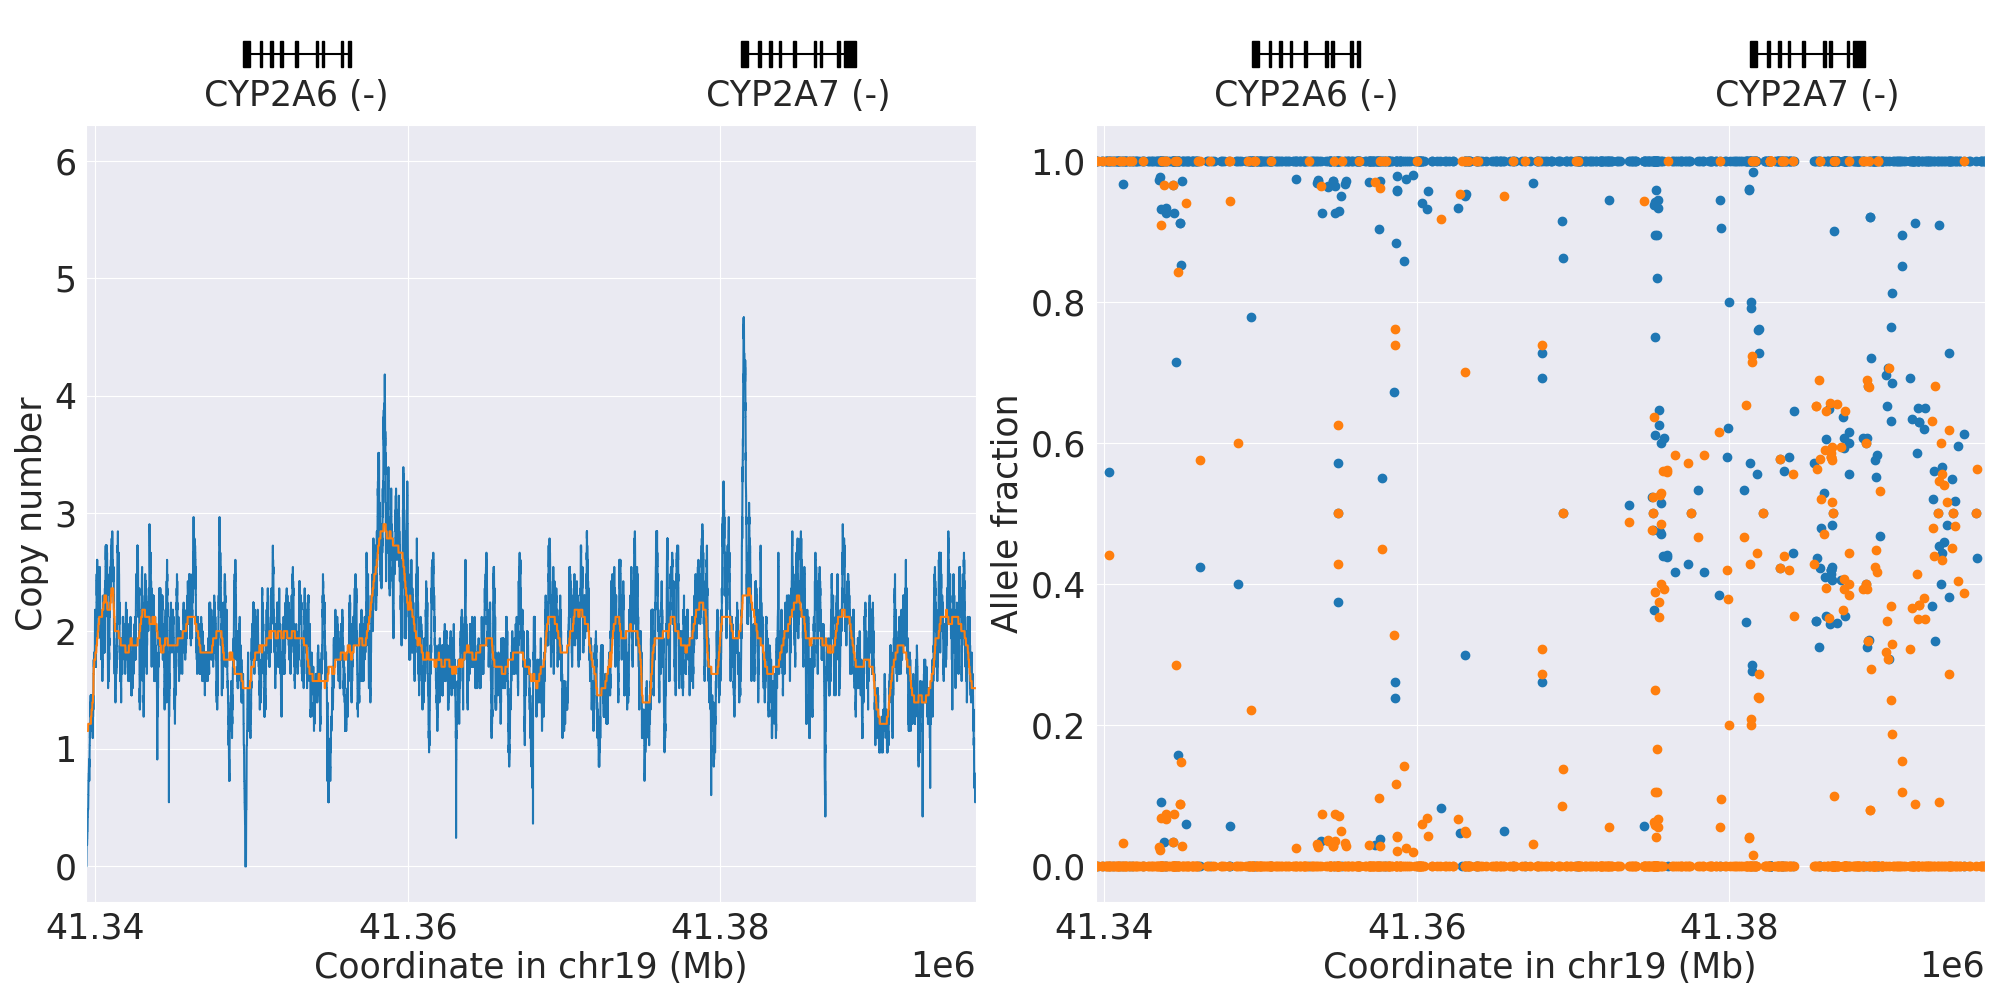 CYP2A6 (-)
CYP2A7 (-)
Copy number
6
5
4
3
2
1
0
41.34
41.36
41.38
Coordinate in chr19 (Mb)
1e6
CYP2A6 (-)
CYP2A7 (-)
Allele fraction
1.0
0.8
0.6
0.4
0.2
0.0
41.34
41.36
41.38
Coordinate in chr19 (Mb)
1e6